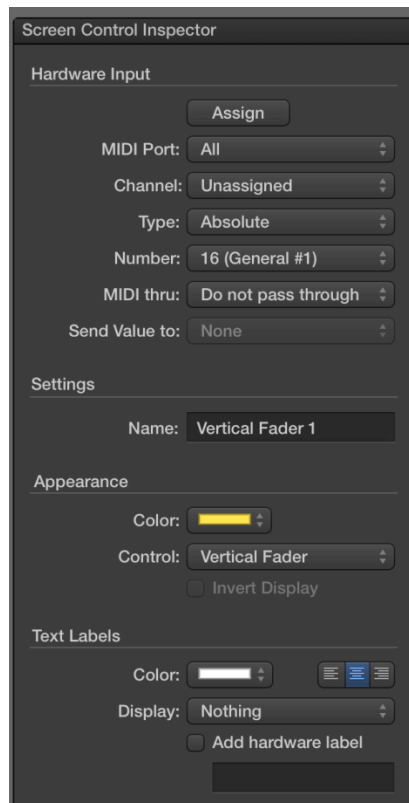 Screen Control Inspector
Hardware Input
Assign
MIDI Port: All
Channel: Unassigned
Type: Absolute
Number: 16 (General #1)
MIDI thru: Do not pass through
Send Value to: None
Settings
Name: Vertical Fader 1
Appearance
Color:
Control: Vertical Fader
Invert Display
Text Labels
Color:
Display: Nothing
Add hardware label